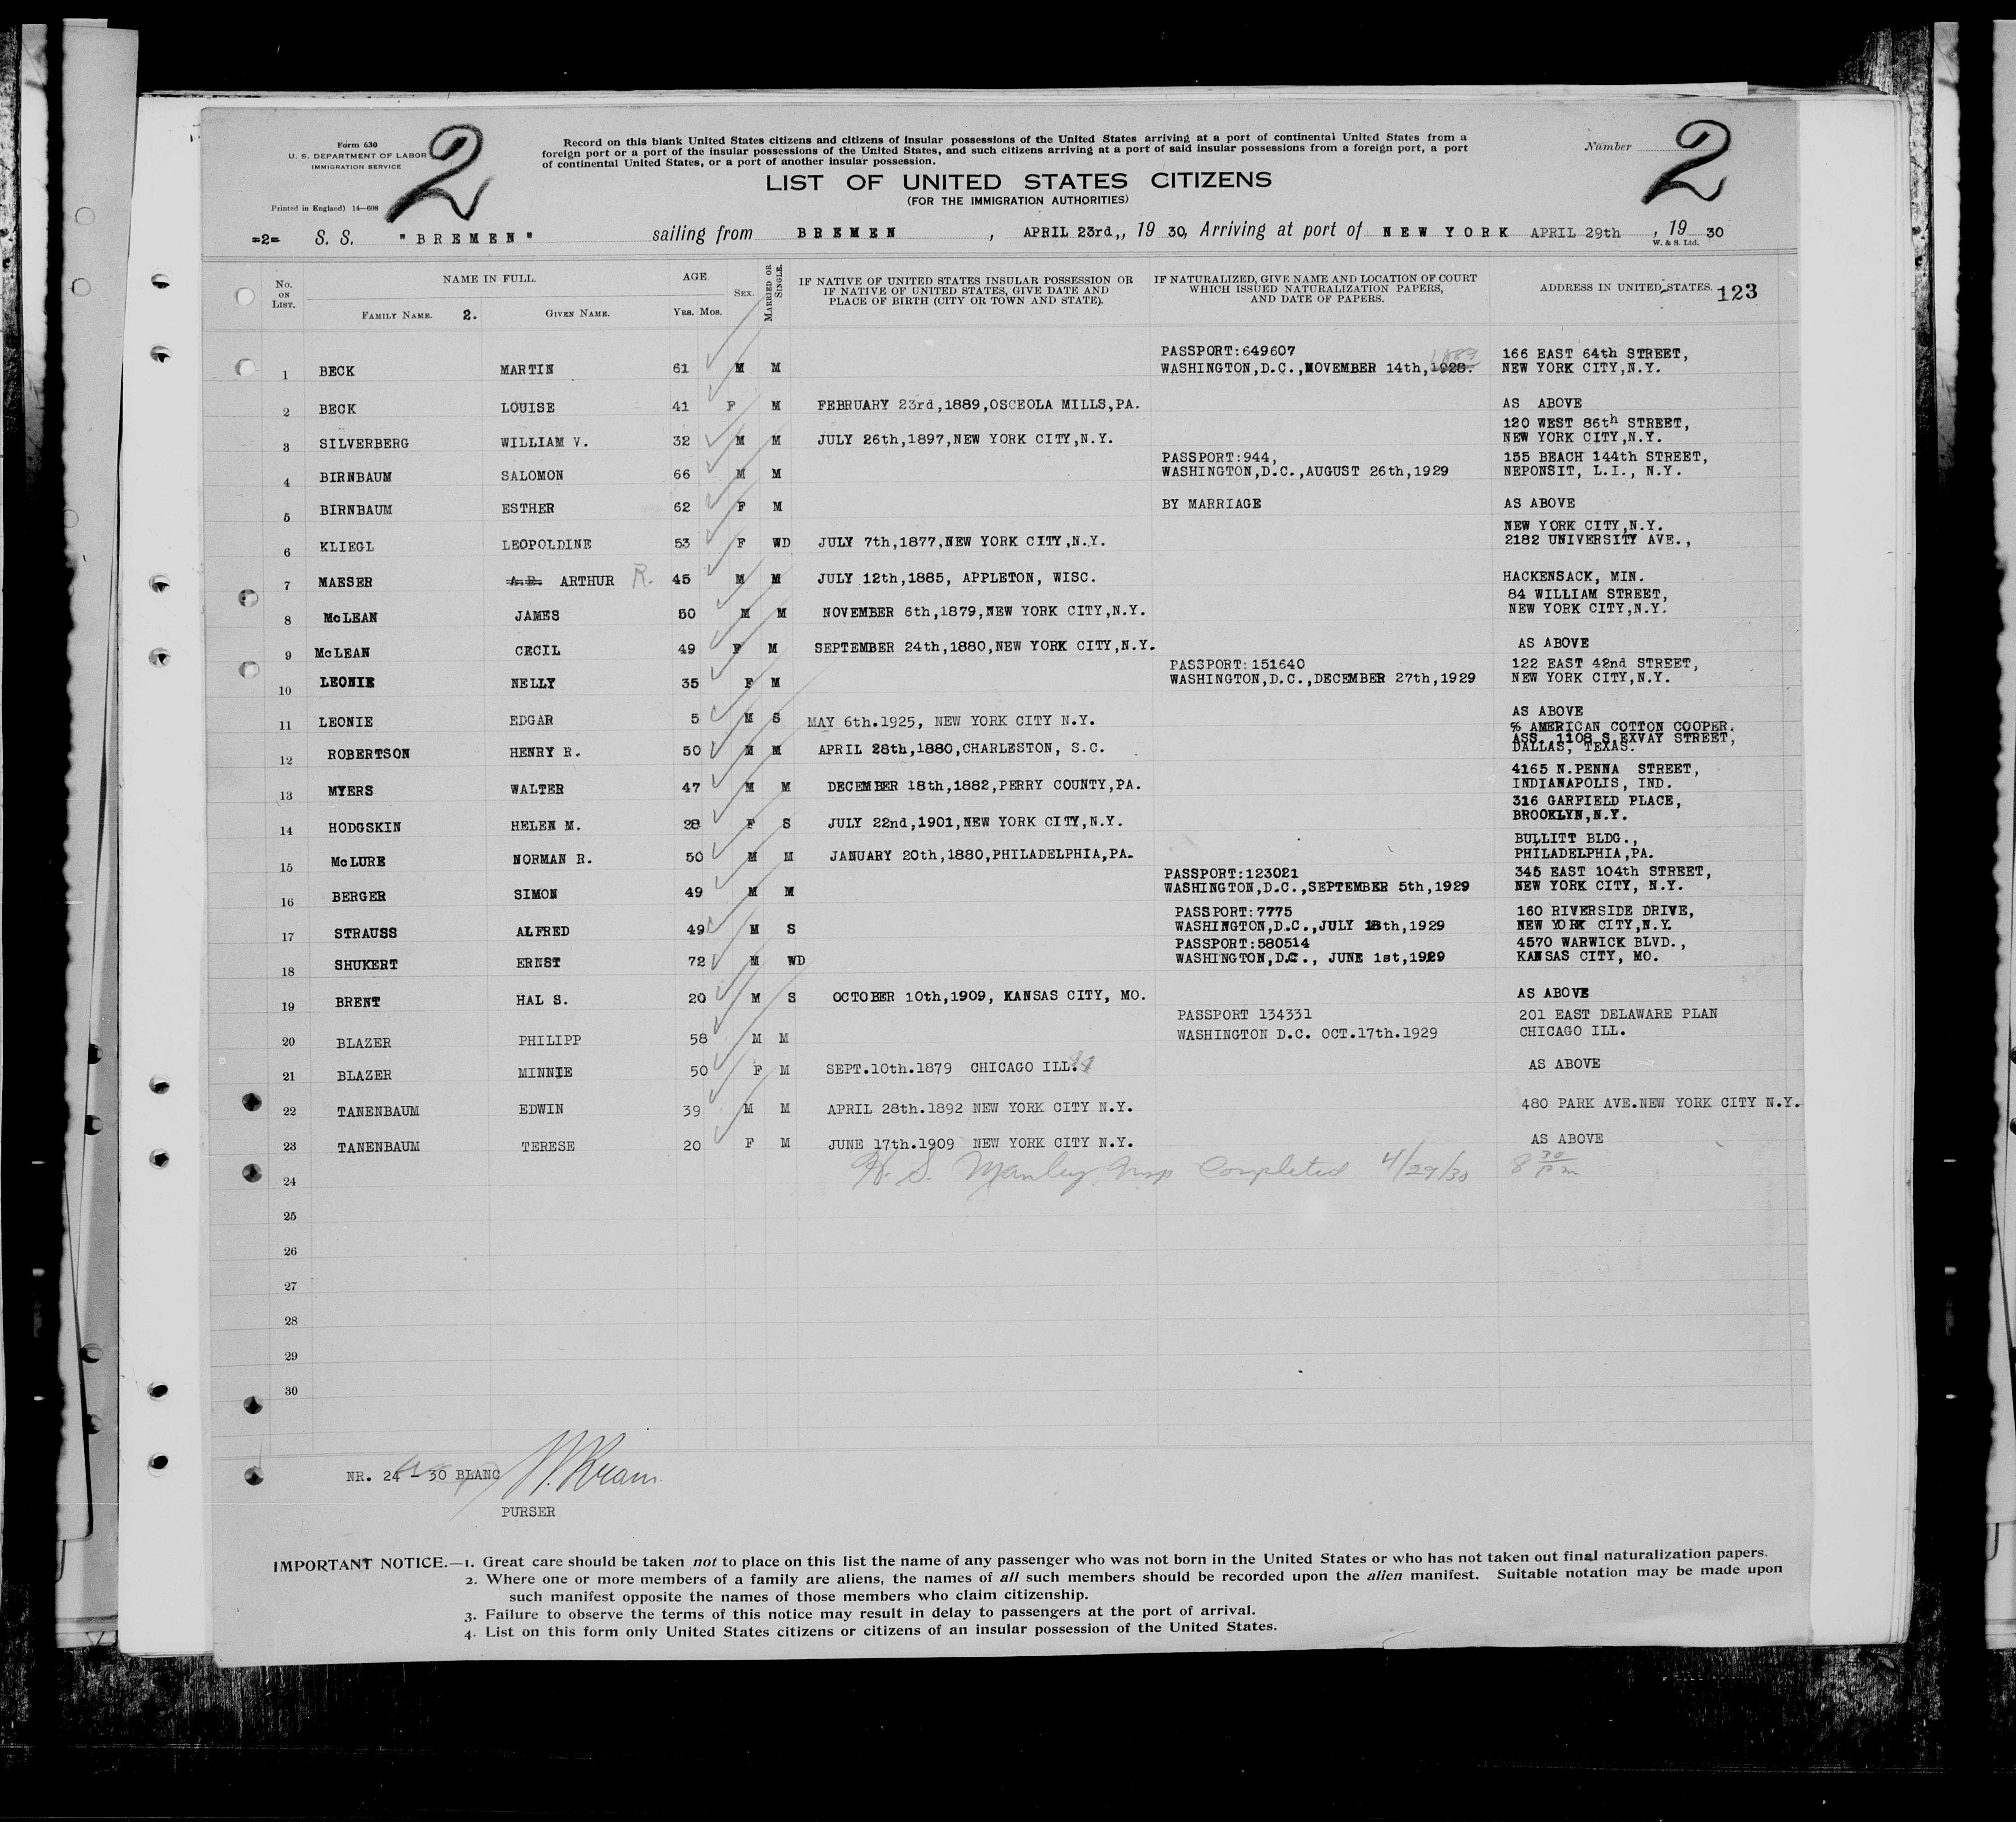 Form 630
U. S. DEPARTMENT OF LABOR
IMMIGRATION SERVICE
Printed in England) 14—608
2
Record on this blank United States citizens and citizens of insular possessions of the United States arriving at a port of continental United States from a
foreign port or a port of the insular possessions of the United States, and such citizens arriving at a port of said insular possessions from a foreign port, a port
of continental United States, or a port of another insular possession.
Number
2
LIST OF UNITED STATES CITIZENS
(FOR THE IMMIGRATION AUTHORITIES)
=2= S. S. "BREMEN" sailing from BREMEN, APRIL 23rd,, 19 30, Arriving at port of NEW YORK APRIL 29th, 19 30
W. & S. Ltd.
No. ON LIST. NAME IN FULL. AGE. SEX. MARRIED OR SINGLE. IF NATIVE OF UNITED STATES INSULAR POSSESSION OR IF NATIVE OF UNITED STATES, GIVE DATE AND PLACE OF BIRTH (CITY OR TOWN AND STATE). IF NATURALIZED, GIVE NAME AND LOCATION OF COURT WHICH ISSUED NATURALIZATION PAPERS, AND DATE OF PAPERS. ADDRESS IN UNITED STATES. 123
FAMILY NAME. 2. GIVEN NAME. YRS. MOS.
PASSPORT:649607 1889 166 EAST 64th STREET,
1 BECK MARTIN 61 M M WASHINGTON,D.C.,NOVEMBER 14th,1928. NEW YORK CITY,N.Y.
2 BECK LOUISE 41 F M FEBRUARY 23rd,1889,OSCEOLA MILLS,PA. AS ABOVE
120 WEST 86th STREET,
3 SILVERBERG WILLIAM V. 32 M M JULY 26th,1897,NEW YORK CITY,N.Y. NEW YORK CITY,N.Y.
PASSPORT:944, 155 BEACH 144th STREET,
4 BIRNBAUM SALOMON 66 M M WASHINGTON,D.C.,AUGUST 26th,1929 NEPONSIT, L.I., N.Y.
5 BIRNBAUM ESTHER 62 F M BY MARRIAGE AS ABOVE
NEW YORK CITY,N.Y.
6 KLIEGL LEOPOLDINE 53 F WD JULY 7th,1877,NEW YORK CITY,N.Y. 2182 UNIVERSITY AVE.,
7 MAESER A.R. ARTHUR R. 45 M M JULY 12th,1885, APPLETON, WISC. HACKENSACK, MIN.
84 WILLIAM STREET,
8 McLEAN JAMES 50 M M NOVEMBER 6th,1879,NEW YORK CITY,N.Y. NEW YORK CITY,N.Y.
9 McLEAN CECIL 49 F M SEPTEMBER 24th,1880,NEW YORK CITY,N.Y. AS ABOVE
PASSPORT:151640 122 EAST 42nd STREET,
10 LEONIE NELLY 35 F M WASHINGTON,D.C.,DECEMBER 27th,1929 NEW YORK CITY,N.Y.
11 LEONIE EDGAR 5 M S MAY 6th.1925, NEW YORK CITY N.Y. AS ABOVE
% AMERICAN COTTON COOPER.
ASS. 1108 S.EXVAY STREET,
12 ROBERTSON HENRY R. 50 M M APRIL 28th,1880,CHARLESTON, S.C. DALLAS, TEXAS.
4165 N.PENNA STREET,
13 MYERS WALTER 47 M M DECEMBER 18th,1882,PERRY COUNTY,PA. INDIANAPOLIS, IND.
316 GARFIELD PLACE,
14 HODGSKIN HELEN M. 28 F S JULY 22nd,1901,NEW YORK CITY,N.Y. BROOKLYN,N.Y.
BULLITT BLDG.,
15 McLURE NORMAN R. 50 M M JANUARY 20th,1880,PHILADELPHIA,PA. PHILADELPHIA,PA.
PASSPORT:123021 345 EAST 104th STREET,
16 BERGER SIMON 49 M M WASHINGTON,D.C.,SEPTEMBER 5th,1929 NEW YORK CITY, N.Y.
PASSPORT:7775 160 RIVERSIDE DRIVE,
17 STRAUSS ALFRED 49 M S WASHINGTON,D.C.,JULY 18th,1929 NEW YORK CITY,N.Y.
PASSPORT:580514 4570 WARWICK BLVD.,
18 SHUKERT ERNST 72 M WD WASHINGTON,D.C., JUNE 1st,1929 KANSAS CITY, MO.
19 BRENT HAL S. 20 M S OCTOBER 10th,1909, KANSAS CITY, MO. AS ABOVE
PASSPORT 134331 201 EAST DELAWARE PLAN
20 BLAZER PHILIPP 58 M M WASHINGTON D.C. OCT.17th.1929 CHICAGO ILL.
21 BLAZER MINNIE 50 F M SEPT.10th.1879 CHICAGO ILL. AS ABOVE
22 TANENBAUM EDWIN 39 M M APRIL 28th.1892 NEW YORK CITY N.Y. 480 PARK AVE.NEW YORK CITY N.Y.
23 TANENBAUM TERESE 20 F M JUNE 17th.1909 NEW YORK CITY N.Y. AS ABOVE
24 H. S. Manley Insp Completed 4/29/30 8 30 pm
25
26
27
28
29
30
NR. 24 - 30 BLANC
PURSER
IMPORTANT NOTICE.—1. Great care should be taken not to place on this list the name of any passenger who was not born in the United States or who has not taken out final naturalization papers.
2. Where one or more members of a family are aliens, the names of all such members should be recorded upon the alien manifest. Suitable notation may be made upon
such manifest opposite the names of those members who claim citizenship.
3. Failure to observe the terms of this notice may result in delay to passengers at the port of arrival.
4. List on this form only United States citizens or citizens of an insular possession of the United States.